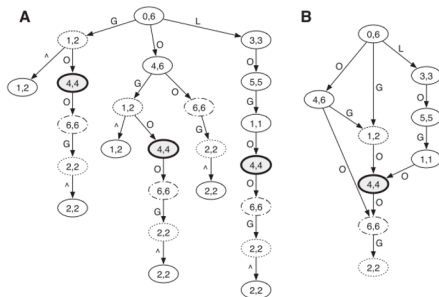 A
0,6
G
O
L
1,2
3,3
^
O
O
4,6
5,5
1,2
4,4
G
O
G
O
1,2
6,6
1,1
6,6
^
O
G
O
G
1,2
4,4
2,2
4,4
2,2
O
^
O
^
6,6
2,2
6,6
2,2
G
G
2,2
2,2
^
^
2,2
2,2
B
0,6
O
G
L
3,3
4,6
O
G
5,5
1,2
G
O
1,1
O
4,4
O
O
6,6
G
2,2